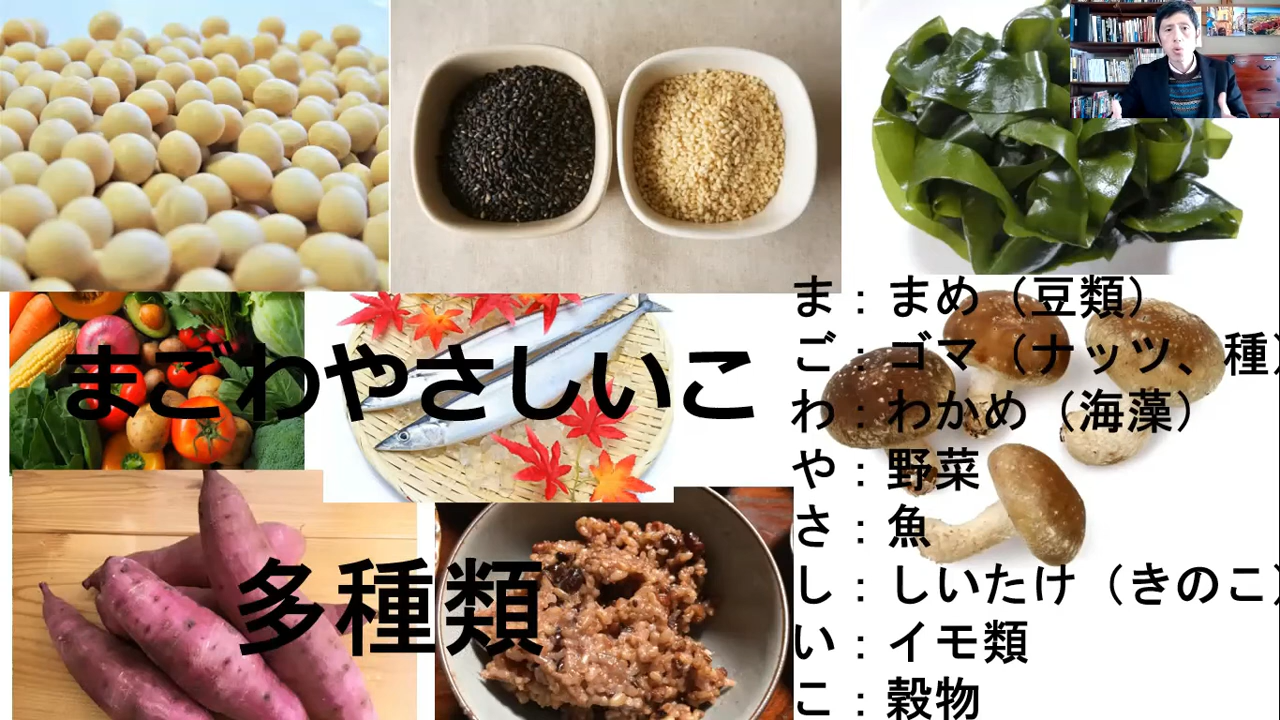 まごわやさしいこ
多種類
ま：まめ（豆類）
ご：ゴマ（ナッツ、種）
わ：わかめ（海藻）
や：野菜
さ：魚
し：しいたけ（きのこ）
い：イモ類
こ：穀物